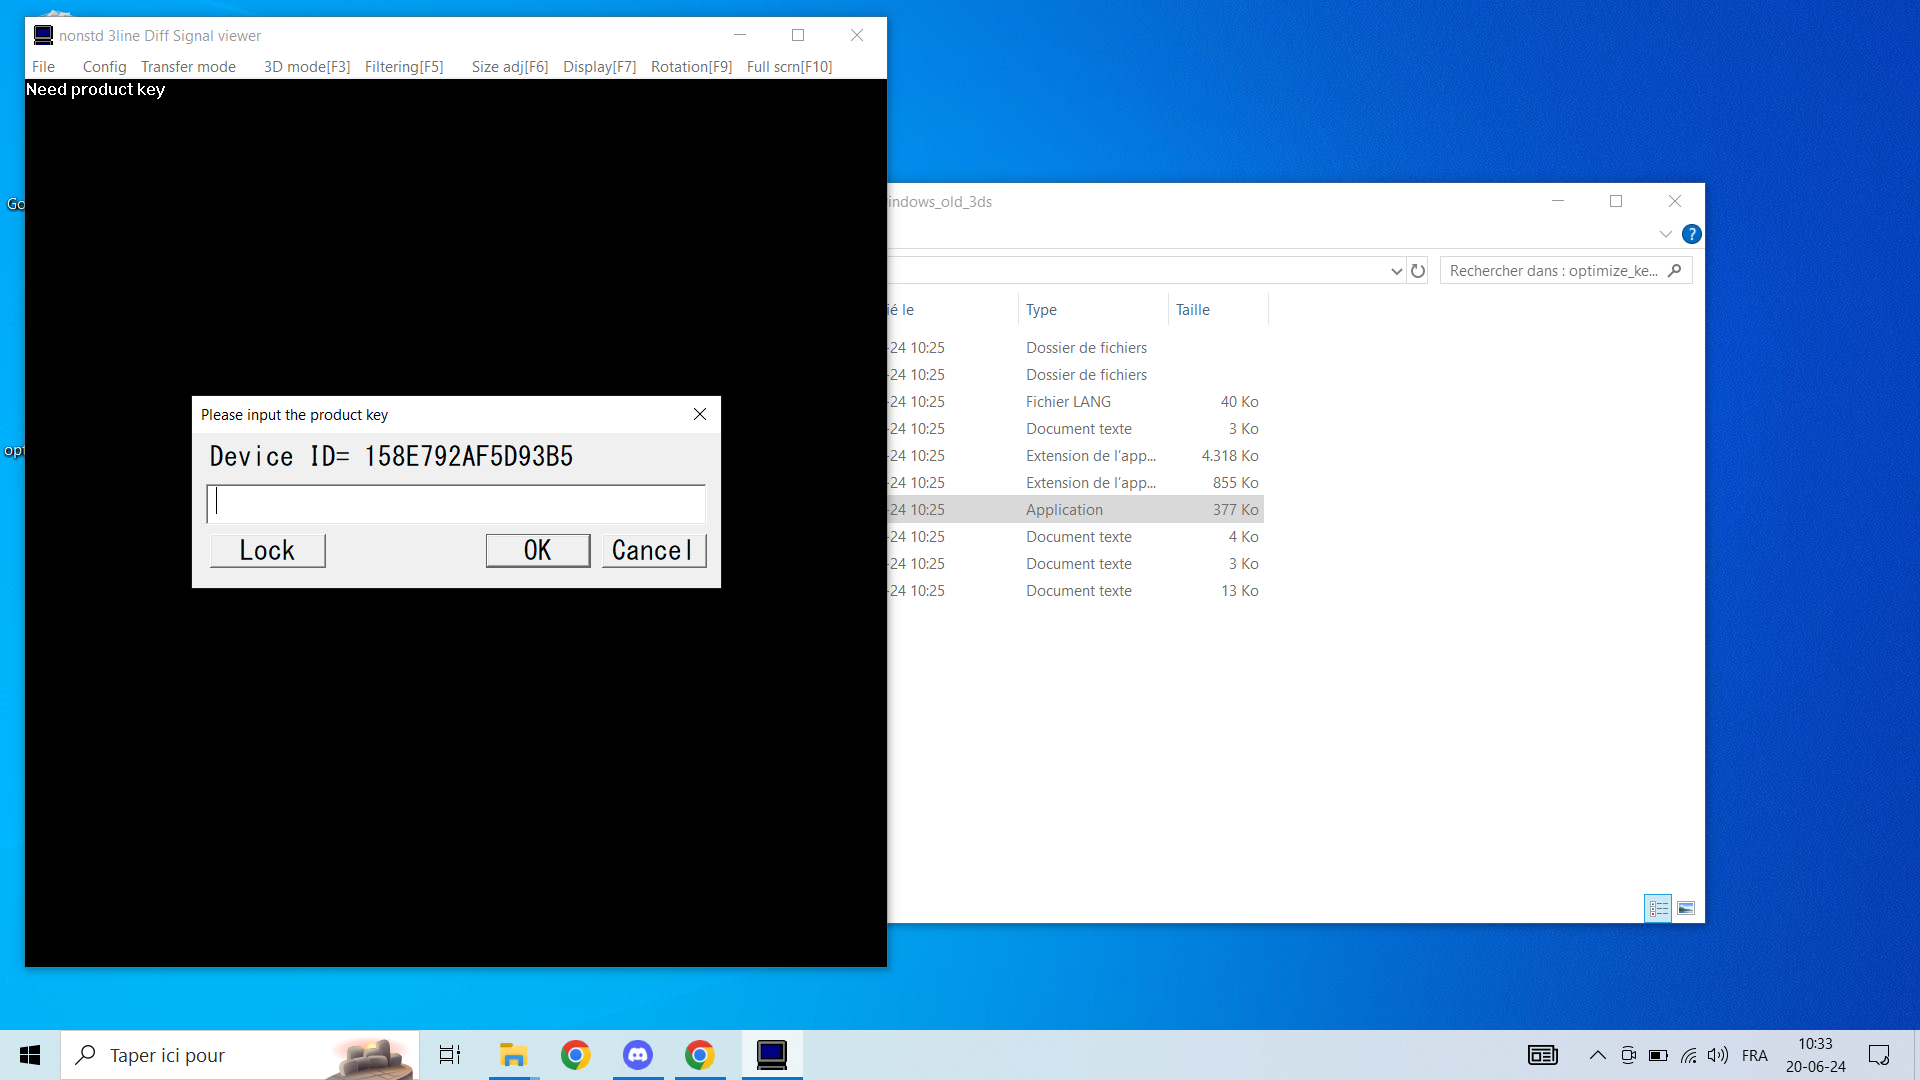 nonstd 3line Diff Signal viewer
File Config Transfer mode 3D mode[F3] Filtering[F5] Size adj[F6] Display[F7] Rotation[F9] Full scrn[F10]
Need product key
Go
opt
indows_old_3ds
?
Rechercher dans : optimize_ke...
ié le Type Taille
-24 10:25 Dossier de fichiers
-24 10:25 Dossier de fichiers
-24 10:25 Fichier LANG 40 Ko
-24 10:25 Document texte 3 Ko
-24 10:25 Extension de l'app... 4.318 Ko
-24 10:25 Extension de l'app... 855 Ko
-24 10:25 Application 377 Ko
-24 10:25 Document texte 4 Ko
-24 10:25 Document texte 3 Ko
-24 10:25 Document texte 13 Ko
Please input the product key
Device ID= 158E792AF5D93B5
Lock OK Cancel
Taper ici pour
FRA
10:33
20-06-24